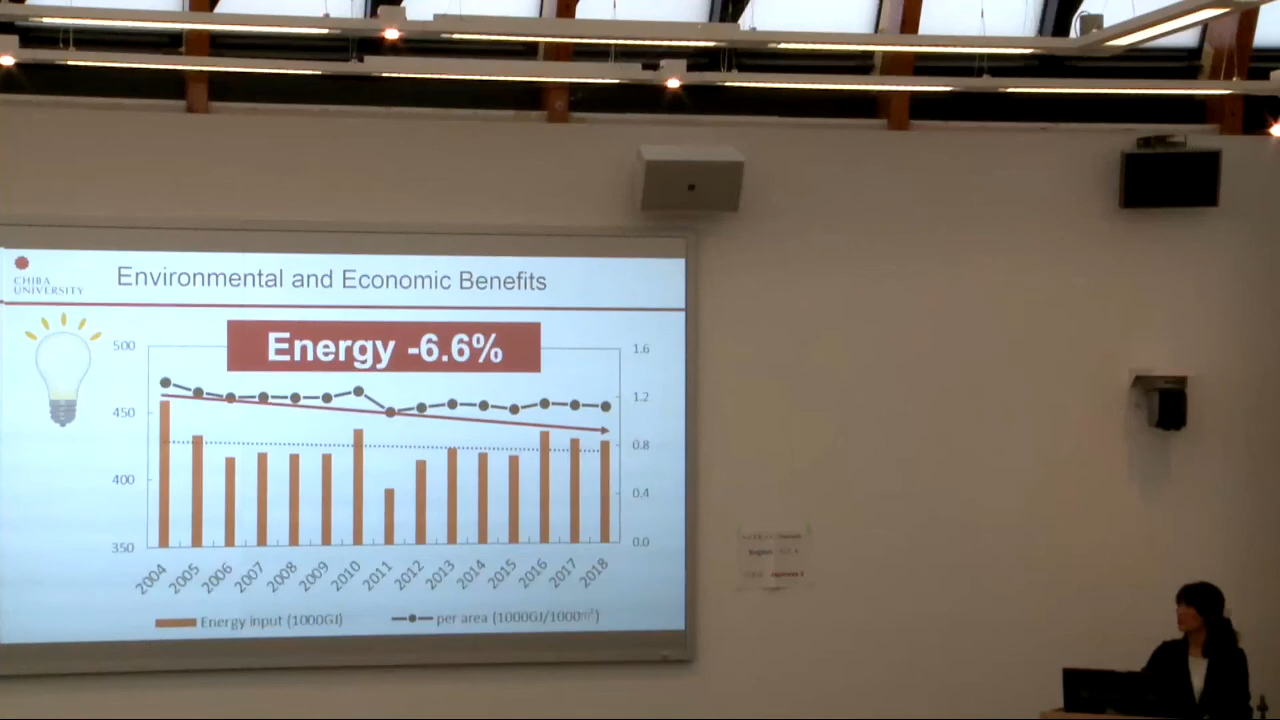 CHIBA
UNIVERSITY
Environmental and Economic Benefits
Energy -6.6%
500
450
400
350
1.6
1.2
0.8
0.4
0.0
2004 2005 2006 2007 2008 2009 2010 2011 2012 2013 2014 2015 2016 2017 2018
Energy input (1000GJ)
per area (1000GJ/1000㎡)
English